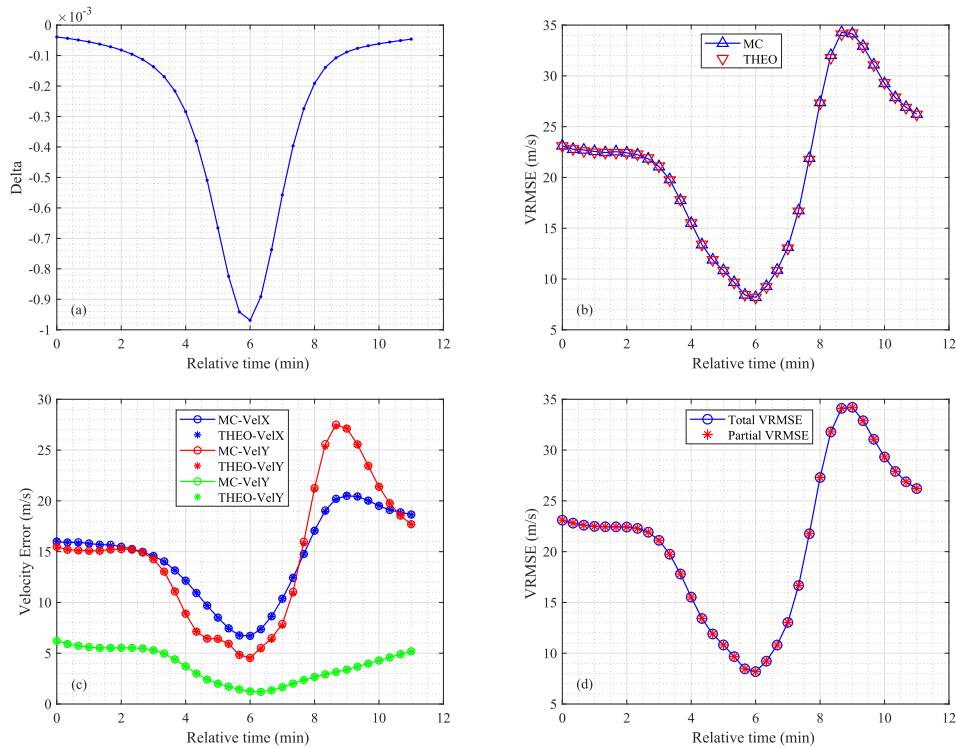 ×10⁻³
0
-0.1
-0.2
-0.3
-0.4
-0.5
-0.6
-0.7
-0.8
-0.9
-1
Delta
(a)
0 2 4 6 8 10 12
Relative time (min)
35
30
25
20
15
10
5
VRMSE (m/s)
MC
THEO
(b)
0 2 4 6 8 10 12
Relative time (min)
30
25
20
15
10
5
0
Velocity Error (m/s)
MC-VelX
THEO-VelX
MC-VelY
THEO-VelY
MC-VelY
THEO-VelY
(c)
0 2 4 6 8 10 12
Relative time (min)
35
30
25
20
15
10
5
VRMSE (m/s)
Total VRMSE
Partial VRMSE
(d)
0 2 4 6 8 10 12
Relative time (min)